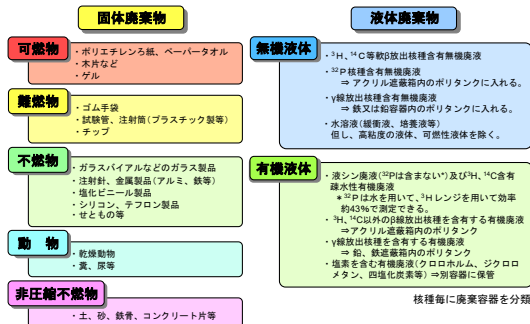 固体廃棄物
可燃物
・ポリエチレンろ紙、ペーパータオル
・木片など
・ゲル
難燃物
・ゴム手袋
・試験管、注射筒(プラスチック製等)
・チップ
不燃物
・ガラスバイアルなどのガラス製品
・注射針、金属製品(アルミ、鉄等)
・塩化ビニール製品
・シリコン、テフロン製品
・せともの等
動 物
・乾燥動物
・糞、尿等
非圧縮不燃物
・土、砂、鉄骨、コンクリート片等
液体廃棄物
無機液体
・³H、¹⁴C等軟β放出核種含有無機廃液
・³²P核種含有無機廃液
⇒ アクリル遮蔽箱内のポリタンクに入れる。
・γ線放出核種含有無機廃液
⇒ 鉄又は鉛容器内のポリタンクに入れる。
・水溶液(緩衝液、培養液等)
但し、高粘度の液体、可燃性液体を除く。
有機液体
・液シン廃液(³²Pは含まない*)及び³H、¹⁴C含有
疎水性有機廃液
*³²Pは水を用いて、³Hレンジを用いて効率
約43%で測定できる。
・³H、¹⁴C以外のβ線放出核種を含有する有機廃液
⇒アクリル遮蔽箱内のポリタンク
・γ線放出核種を含有する有機廃液
⇒ 鉛、鉄遮蔽箱内のポリタンク
・塩素を含む有機廃液(クロロホルム、ジクロロ
メタン、四塩化炭素等) ⇒別容器に保管
核種毎に廃棄容器を分類